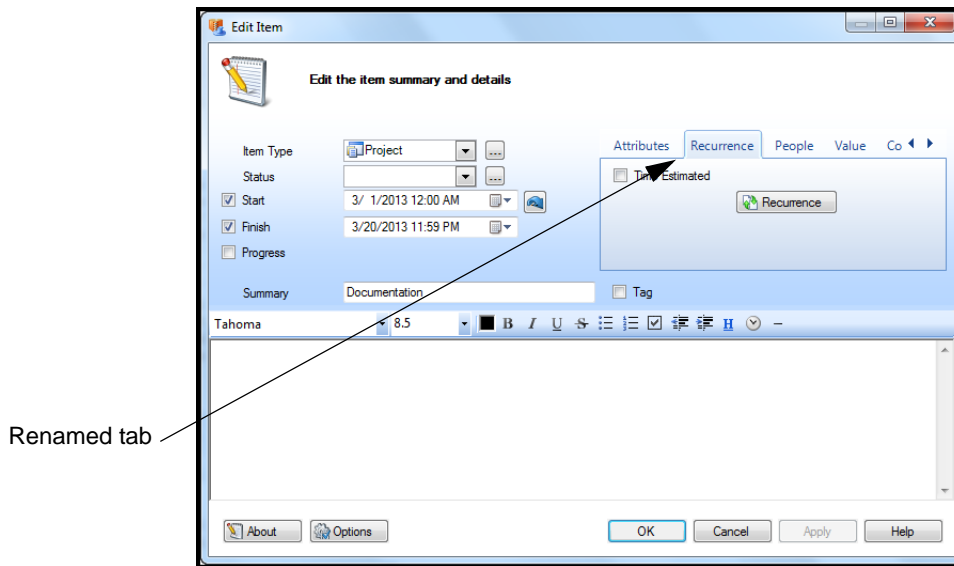 Edit Item
Edit the item summary and details
Item Type
Project
...
Attributes Recurrence People Value Co
Status
...
Time Estimated
Start
3/ 1/2013 12:00 AM
Recurrence
Finish
3/20/2013 11:59 PM
Progress
Summary
Documentation
Tag
Tahoma
8.5
B I U S H
Renamed tab
About
Options
OK
Cancel
Apply
Help